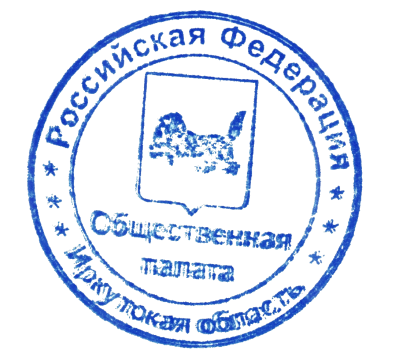 Российская Федерация
Общественная
палата
Иркутская область